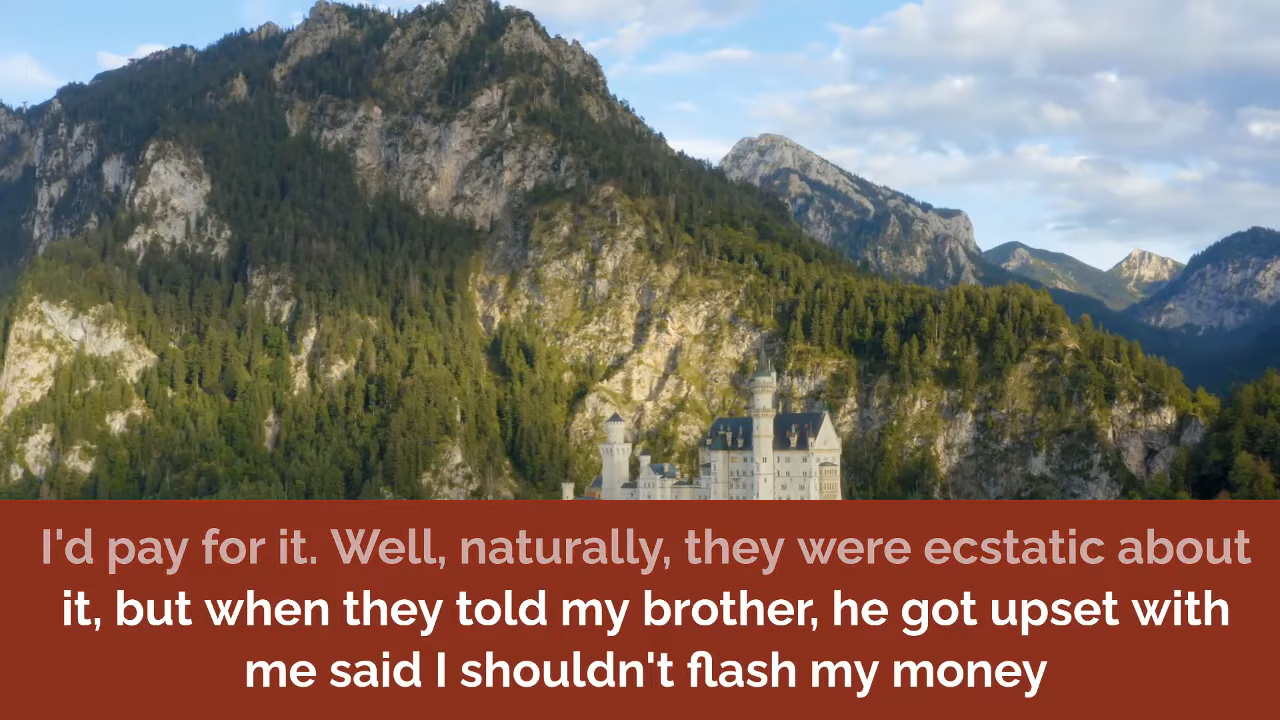 I'd pay for it. Well, naturally, they were ecstatic about
it, but when they told my brother, he got upset with
me said I shouldn't flash my money